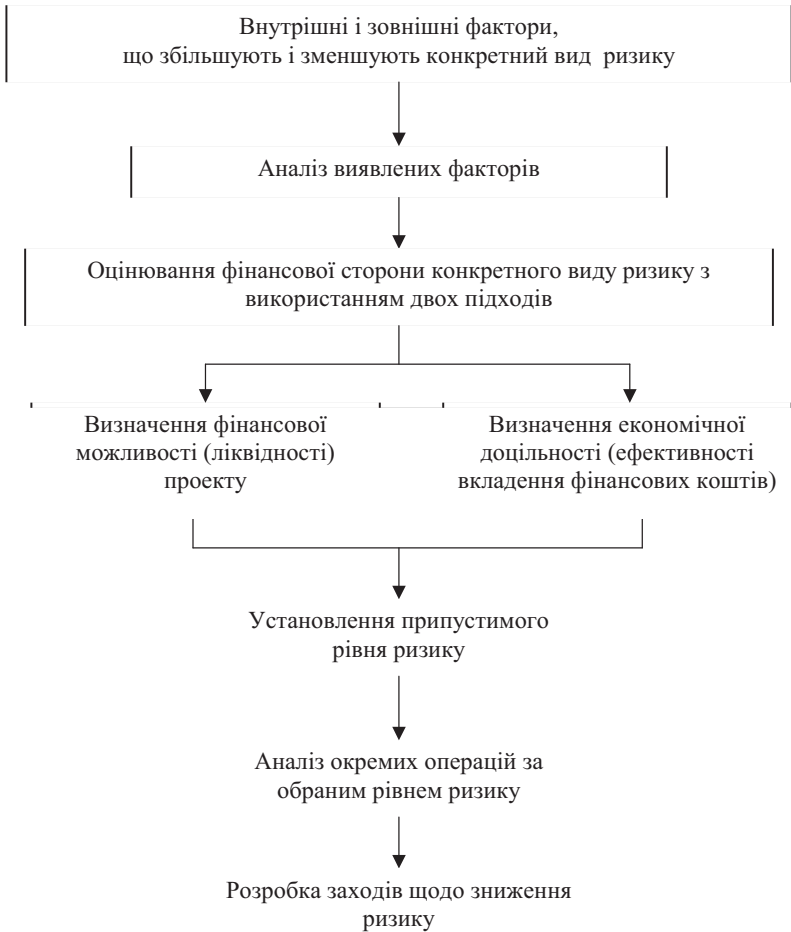 Внутрішні і зовнішні фактори,
що збільшують і зменшують конкретний вид ризику
Аналіз виявлених факторів
Оцінювання фінансової сторони конкретного виду ризику з
використанням двох підходів
Визначення фінансової
можливості (ліквідності)
проекту
Визначення економічної
доцільності (ефективності
вкладення фінансових коштів)
Установлення припустимого
рівня ризику
Аналіз окремих операцій за
обраним рівнем ризику
Розробка заходів щодо зниження
ризику